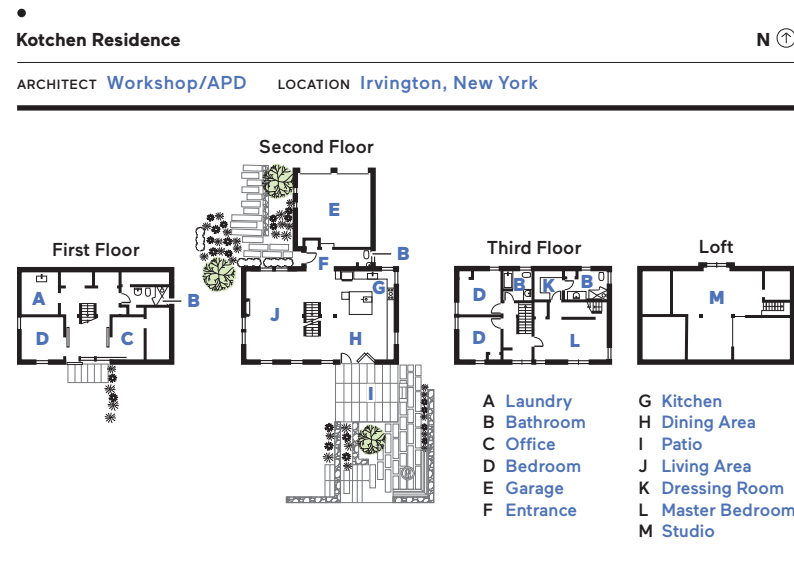 Kotchen Residence
N
ARCHITECT Workshop/APD LOCATION Irvington, New York
Second Floor
E
B
F
G
J
H
I
First Floor
A
B
D
C
Third Floor
D
B
K
B
D
L
Loft
M
A Laundry
B Bathroom
C Office
D Bedroom
E Garage
F Entrance
G Kitchen
H Dining Area
I Patio
J Living Area
K Dressing Room
L Master Bedroom
M Studio